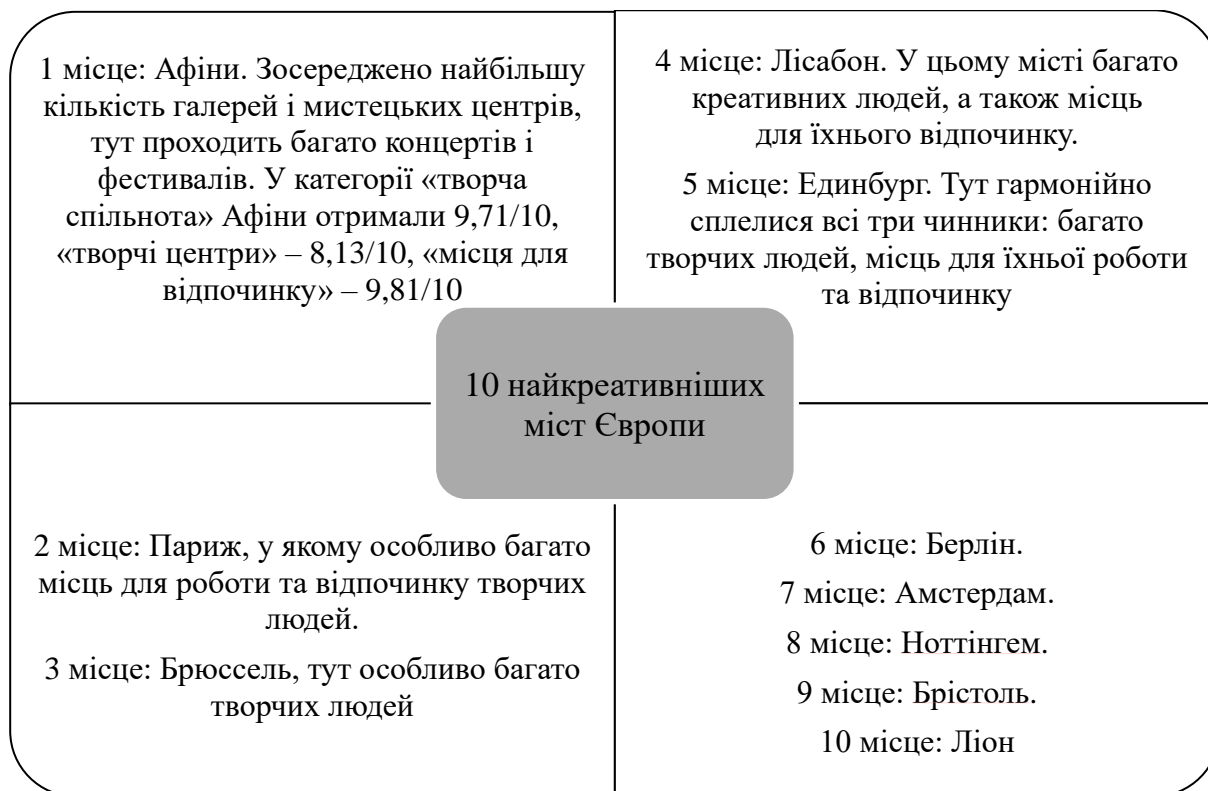 1 місце: Афіни. Зосереджено найбільшу
кількість галерей і мистецьких центрів,
тут проходить багато концертів і
фестивалів. У категорії «творча
спільнота» Афіни отримали 9,71/10,
«творчі центри» – 8,13/10, «місця для
відпочинку» – 9,81/10
4 місце: Лісабон. У цьому місті багато
креативних людей, а також місць
для їхнього відпочинку.
5 місце: Единбург. Тут гармонійно
сплелися всі три чинники: багато
творчих людей, місць для їхньої роботи
та відпочинку
10 найкреативніших
міст Європи
2 місце: Париж, у якому особливо багато
місць для роботи та відпочинку творчих
людей.
3 місце: Брюссель, тут особливо багато
творчих людей
6 місце: Берлін.
7 місце: Амстердам.
8 місце: Ноттінгем.
9 місце: Брістоль.
10 місце: Ліон